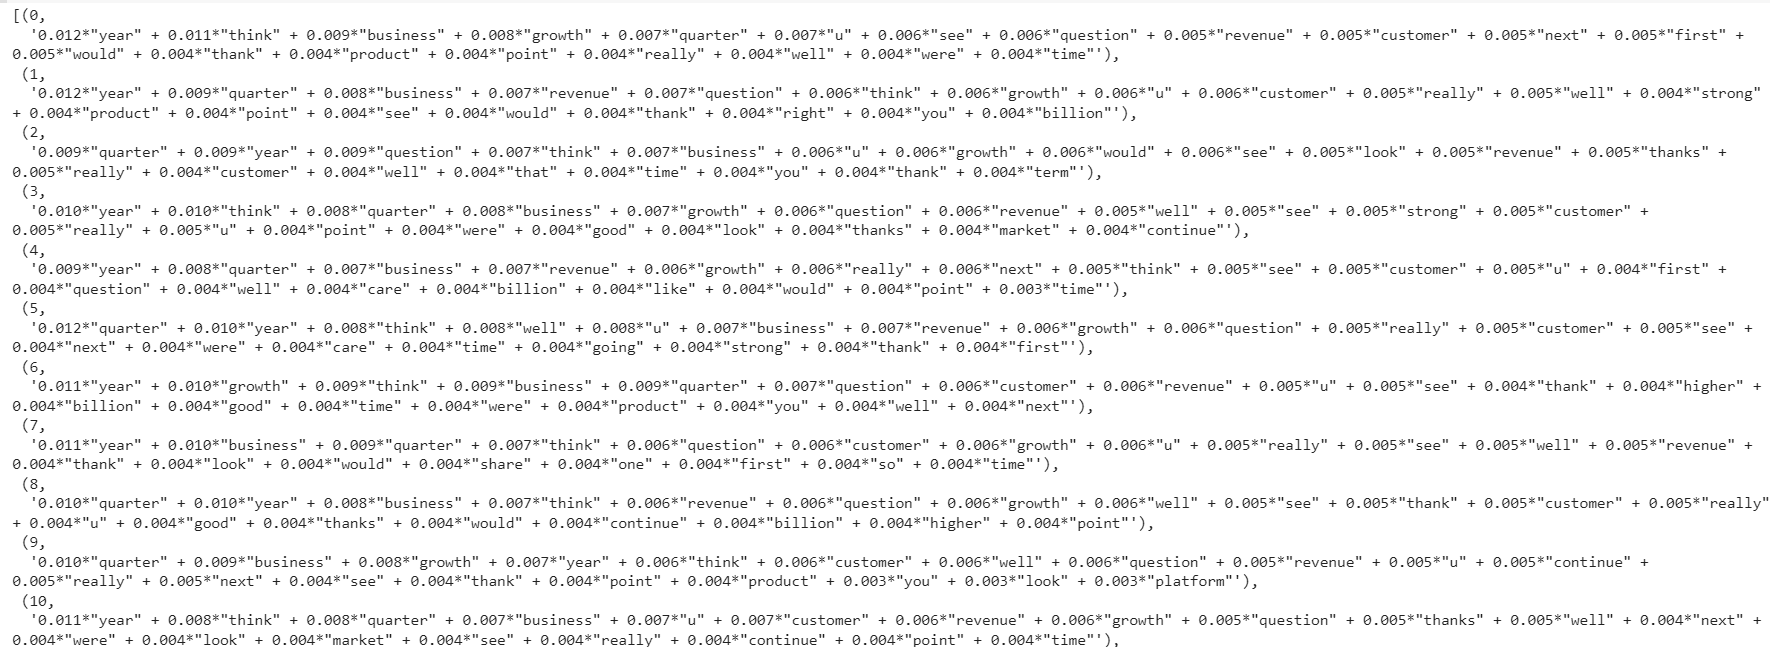 [(0,
'0.012*"year" + 0.011*"think" + 0.009*"business" + 0.008*"growth" + 0.007*"quarter" + 0.007*"u" + 0.006*"see" + 0.006*"question" + 0.005*"revenue" + 0.005*"customer" + 0.005*"next" + 0.005*"first" +
0.005*"would" + 0.004*"thank" + 0.004*"product" + 0.004*"point" + 0.004*"really" + 0.004*"well" + 0.004*"were" + 0.004*"time"'),
(1,
'0.012*"year" + 0.009*"quarter" + 0.008*"business" + 0.007*"revenue" + 0.007*"question" + 0.006*"think" + 0.006*"growth" + 0.006*"u" + 0.006*"customer" + 0.005*"really" + 0.005*"well" + 0.004*"strong"
+ 0.004*"product" + 0.004*"point" + 0.004*"see" + 0.004*"would" + 0.004*"thank" + 0.004*"right" + 0.004*"you" + 0.004*"billion"'),
(2,
'0.009*"quarter" + 0.009*"year" + 0.009*"question" + 0.007*"think" + 0.007*"business" + 0.006*"u" + 0.006*"growth" + 0.006*"would" + 0.006*"see" + 0.005*"look" + 0.005*"revenue" + 0.005*"thanks" +
0.005*"really" + 0.004*"customer" + 0.004*"well" + 0.004*"that" + 0.004*"time" + 0.004*"you" + 0.004*"thank" + 0.004*"term"'),
(3,
'0.010*"year" + 0.010*"think" + 0.008*"quarter" + 0.008*"business" + 0.007*"growth" + 0.006*"question" + 0.006*"revenue" + 0.005*"well" + 0.005*"see" + 0.005*"strong" + 0.005*"customer" +
0.005*"really" + 0.005*"u" + 0.004*"point" + 0.004*"were" + 0.004*"good" + 0.004*"look" + 0.004*"thanks" + 0.004*"market" + 0.004*"continue"'),
(4,
'0.009*"year" + 0.008*"quarter" + 0.007*"business" + 0.007*"revenue" + 0.006*"growth" + 0.006*"really" + 0.006*"next" + 0.005*"think" + 0.005*"see" + 0.005*"customer" + 0.005*"u" + 0.004*"first" +
0.004*"question" + 0.004*"well" + 0.004*"care" + 0.004*"billion" + 0.004*"like" + 0.004*"would" + 0.004*"point" + 0.003*"time"'),
(5,
'0.012*"quarter" + 0.010*"year" + 0.008*"think" + 0.008*"well" + 0.008*"u" + 0.007*"business" + 0.007*"revenue" + 0.006*"growth" + 0.006*"question" + 0.005*"really" + 0.005*"customer" + 0.005*"see" +
0.004*"next" + 0.004*"were" + 0.004*"care" + 0.004*"time" + 0.004*"going" + 0.004*"strong" + 0.004*"thank" + 0.004*"first"'),
(6,
'0.011*"year" + 0.010*"growth" + 0.009*"think" + 0.009*"business" + 0.009*"quarter" + 0.007*"question" + 0.006*"customer" + 0.006*"revenue" + 0.005*"u" + 0.005*"see" + 0.004*"thank" + 0.004*"higher" +
0.004*"billion" + 0.004*"good" + 0.004*"time" + 0.004*"were" + 0.004*"product" + 0.004*"you" + 0.004*"well" + 0.004*"next"'),
(7,
'0.011*"year" + 0.010*"business" + 0.009*"quarter" + 0.007*"think" + 0.006*"question" + 0.006*"customer" + 0.006*"growth" + 0.006*"u" + 0.005*"really" + 0.005*"see" + 0.005*"well" + 0.005*"revenue" +
0.004*"thank" + 0.004*"look" + 0.004*"would" + 0.004*"share" + 0.004*"one" + 0.004*"first" + 0.004*"so" + 0.004*"time"'),
(8,
'0.010*"quarter" + 0.010*"year" + 0.008*"business" + 0.007*"think" + 0.006*"revenue" + 0.006*"question" + 0.006*"growth" + 0.006*"well" + 0.005*"see" + 0.005*"thank" + 0.005*"customer" + 0.005*"really"
+ 0.004*"u" + 0.004*"good" + 0.004*"thanks" + 0.004*"would" + 0.004*"continue" + 0.004*"billion" + 0.004*"higher" + 0.004*"point"'),
(9,
'0.010*"quarter" + 0.009*"business" + 0.008*"growth" + 0.007*"year" + 0.006*"think" + 0.006*"customer" + 0.006*"well" + 0.006*"question" + 0.005*"revenue" + 0.005*"u" + 0.005*"continue" +
0.005*"really" + 0.005*"next" + 0.004*"see" + 0.004*"thank" + 0.004*"point" + 0.004*"product" + 0.003*"you" + 0.003*"look" + 0.003*"platform"'),
(10,
'0.011*"year" + 0.008*"think" + 0.008*"quarter" + 0.007*"business" + 0.007*"u" + 0.007*"customer" + 0.006*"revenue" + 0.006*"growth" + 0.005*"question" + 0.005*"thanks" + 0.005*"well" + 0.004*"next" +
0.004*"were" + 0.004*"look" + 0.004*"market" + 0.004*"see" + 0.004*"really" + 0.004*"continue" + 0.004*"point" + 0.004*"time"'),